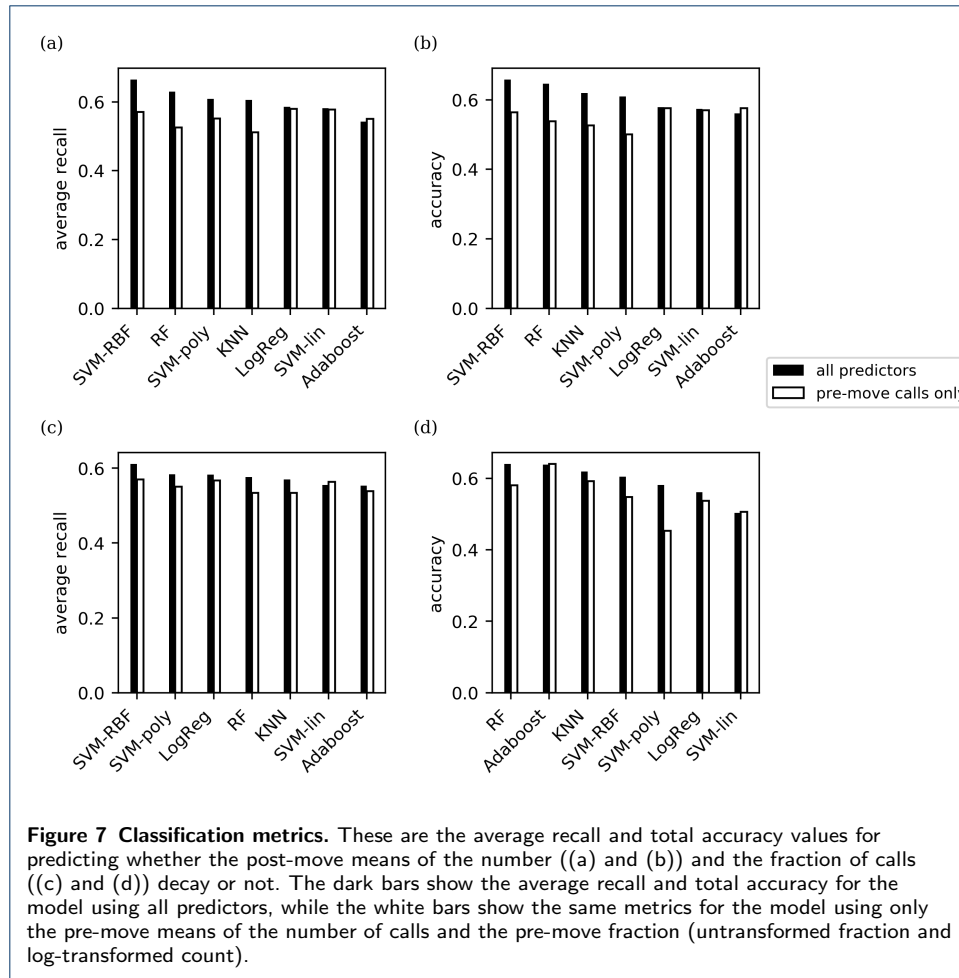 (a)
average recall
0.6
0.4
0.2
0.0
SVM-RBF
RF
SVM-poly
KNN
LogReg
SVM-lin
Adaboost
(b)
accuracy
0.6
0.4
0.2
0.0
SVM-RBF
RF
KNN
SVM-poly
LogReg
SVM-lin
Adaboost
all predictors
pre-move calls only
(c)
average recall
0.6
0.4
0.2
0.0
SVM-RBF
SVM-poly
LogReg
RF
KNN
SVM-lin
Adaboost
(d)
accuracy
0.6
0.4
0.2
0.0
RF
Adaboost
KNN
SVM-RBF
SVM-poly
LogReg
SVM-lin
Figure 7 Classification metrics. These are the average recall and total accuracy values for
predicting whether the post-move means of the number ((a) and (b)) and the fraction of calls
((c) and (d)) decay or not. The dark bars show the average recall and total accuracy for the
model using all predictors, while the white bars show the same metrics for the model using only
the pre-move means of the number of calls and the pre-move fraction (untransformed fraction and
log-transformed count).